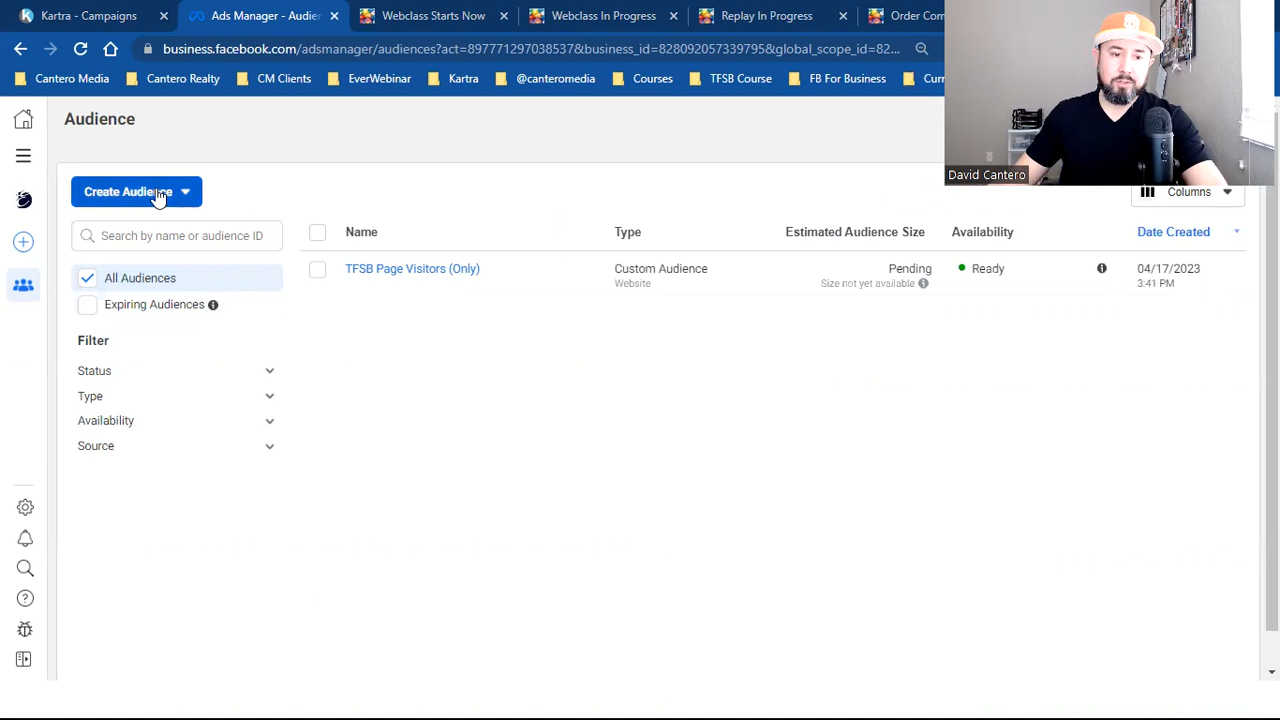 Kartra - Campaigns
Ads Manager - Audien
Webclass Starts Now
Webclass In Progress
Replay In Progress
Order Com
business.facebook.com/adsmanager/audiences?act=897771297038537&business_id=828092057339795&global_scope_id=82...
Cantero Media
Cantero Realty
CM Clients
EverWebinar
Kartra
@canteromedia
Courses
TFSB Course
FB For Business
Curr
Audience
David Cantero
Create Audience
Columns
Search by name or audience ID
Name
Type
Estimated Audience Size
Availability
Date Created
All Audiences
TFSB Page Visitors (Only)
Custom Audience
Website
Pending
Size not yet available
Ready
04/17/2023
3:41 PM
Expiring Audiences
Filter
Status
Type
Availability
Source